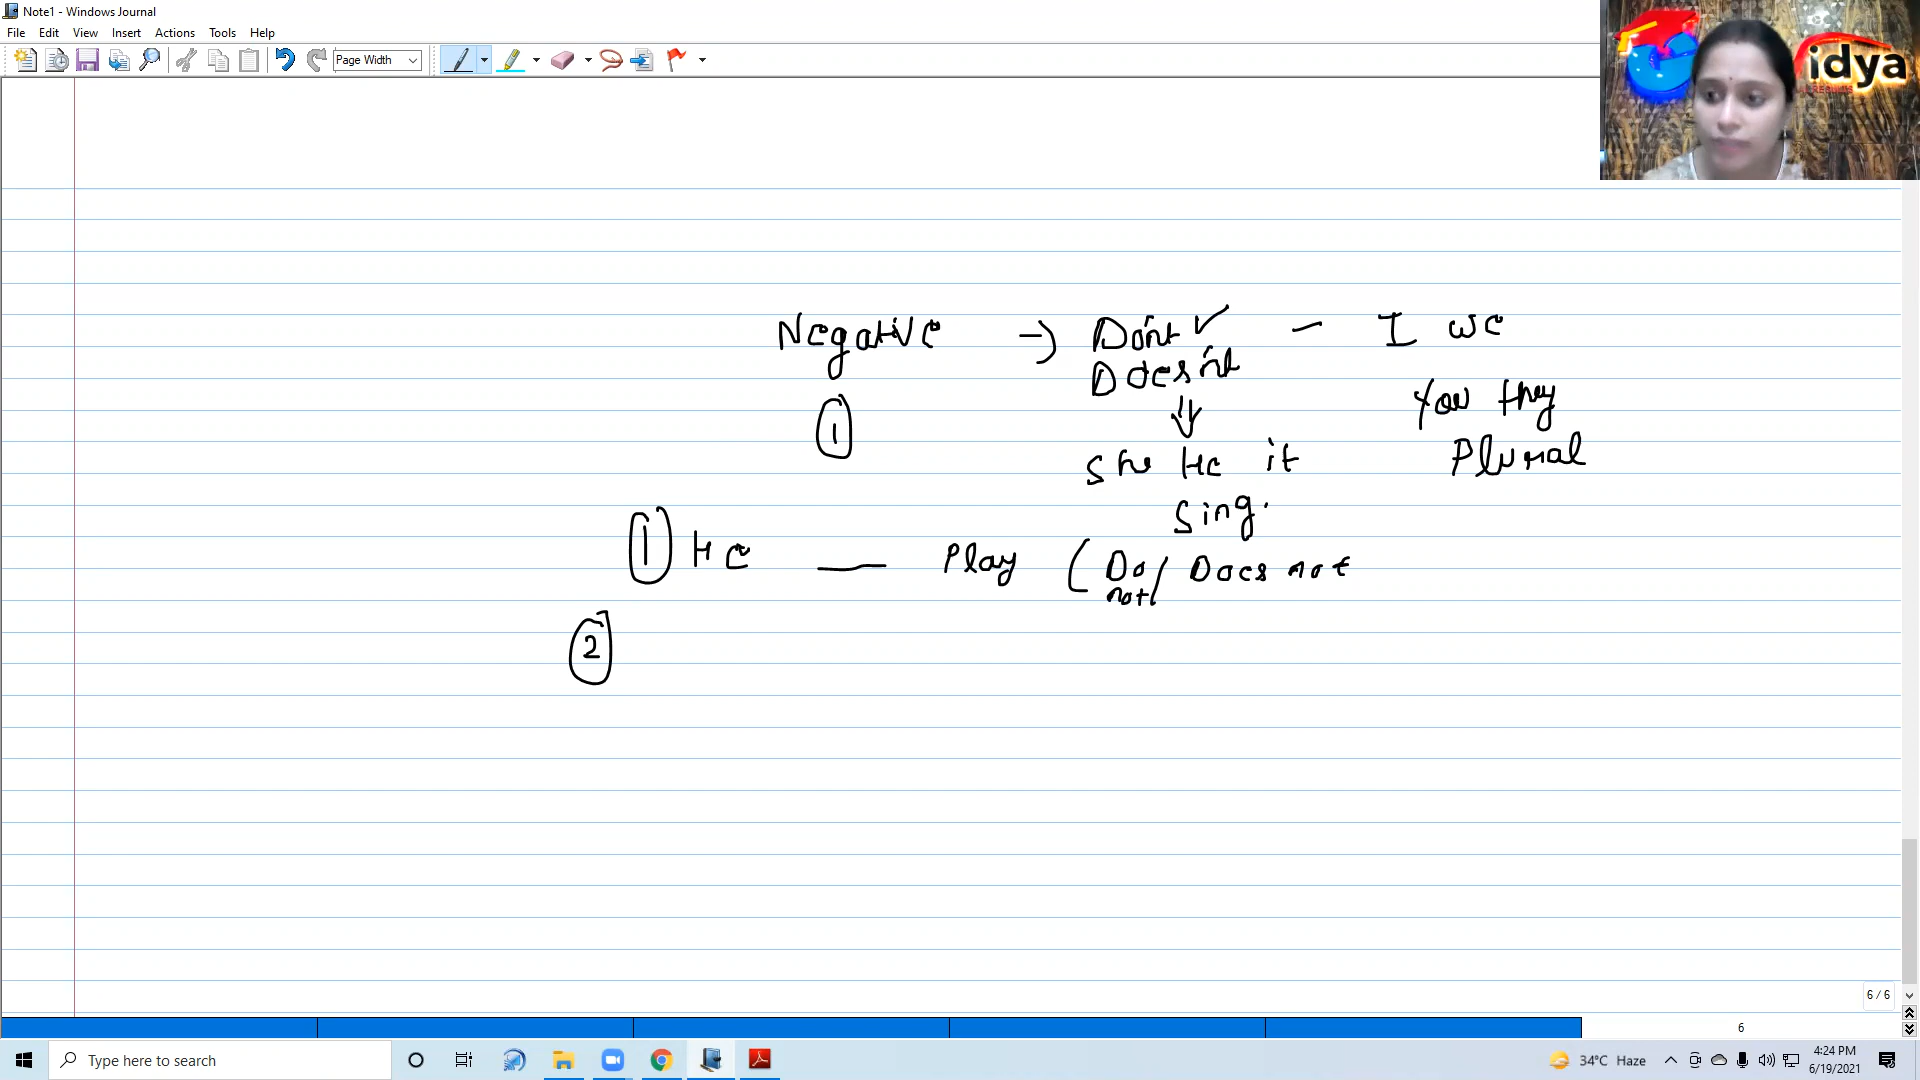 Note1 - Windows Journal
File Edit View Insert Actions Tools Help
Page Width
idya
Negative → Don't ✓ – I we
Doesn't
You they
①
She He it
Plural
Sing.
① He ___ Play (Do not / Does not
②
6 / 6
6
Type here to search
34°C Haze
4:24 PM
6/19/2021